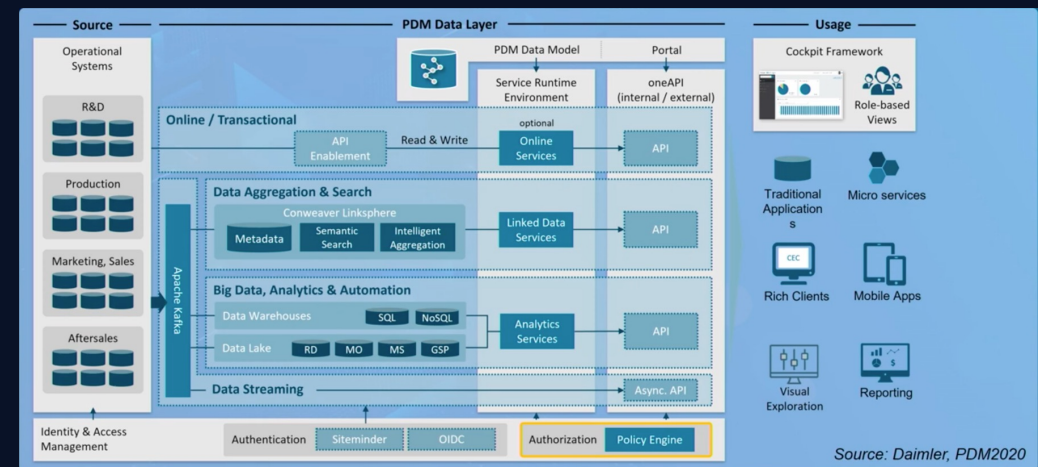 Source
PDM Data Layer
Usage
Operational
Systems
PDM Data Model
Portal
Cockpit Framework
Role-based
Views
Service Runtime
Environment
oneAPI
(internal / external)
R&D
Online / Transactional
API
Enablement
Read & Write
optional
Online
Services
API
Production
Data Aggregation & Search
Conweaver Linksphere
Metadata
Semantic
Search
Intelligent
Aggregation
Linked Data
Services
API
Traditional
Application
s
Micro services
Marketing, Sales
Apache Kafka
Big Data, Analytics & Automation
Data Warehouses
SQL
NoSQL
Data Lake
RD
MO
MS
GSP
Analytics
Services
API
CEC
Rich Clients
Mobile Apps
Aftersales
Data Streaming
Async. API
Visual
Exploration
Reporting
Identity & Access
Management
Authentication
Siteminder
OIDC
Authorization
Policy Engine
Source: Daimler, PDM2020